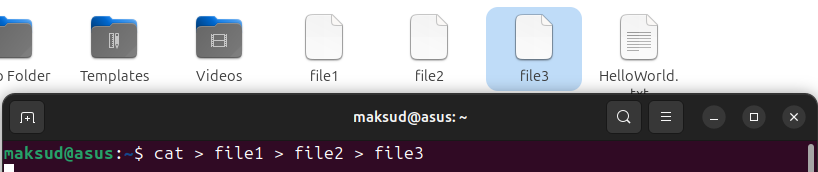 o Folder
Templates
Videos
file1
file2
file3
HelloWorld.
txt
maksud@asus: ~
maksud@asus:~$ cat > file1 > file2 > file3